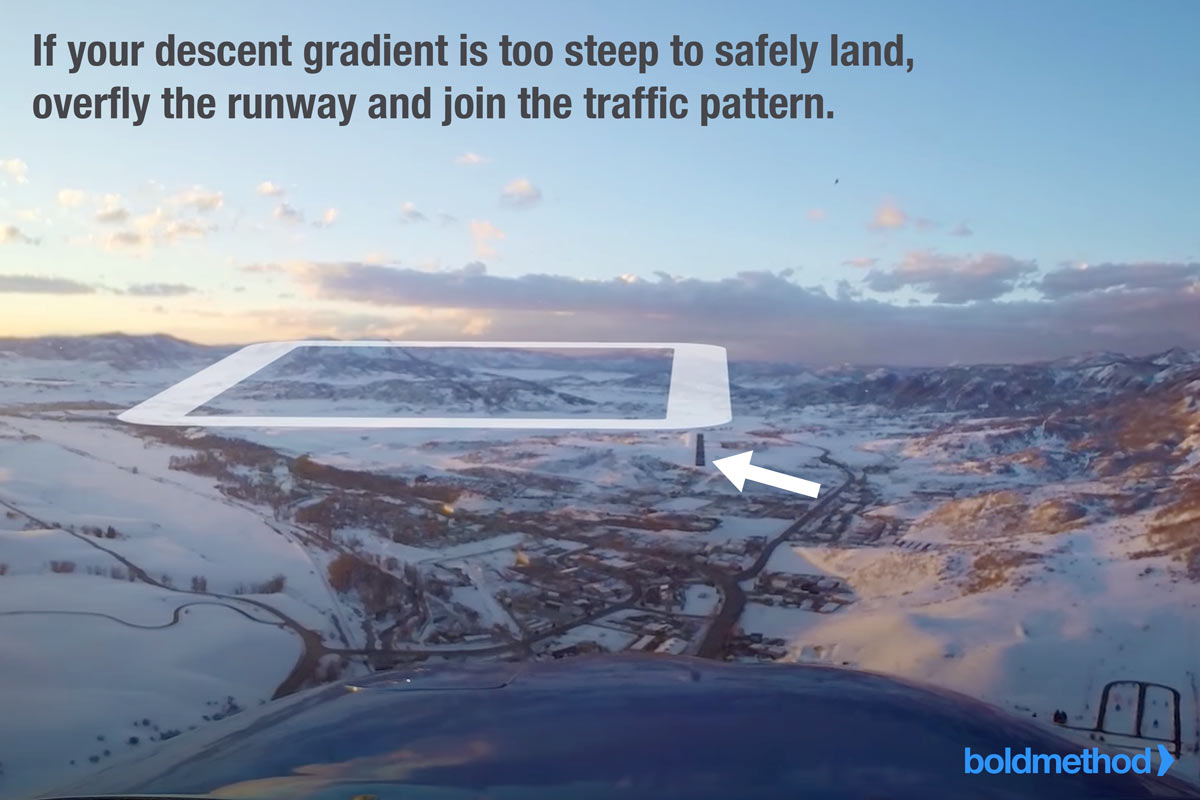 If your descent gradient is too steep to safely land,
overfly the runway and join the traffic pattern.
boldmethod